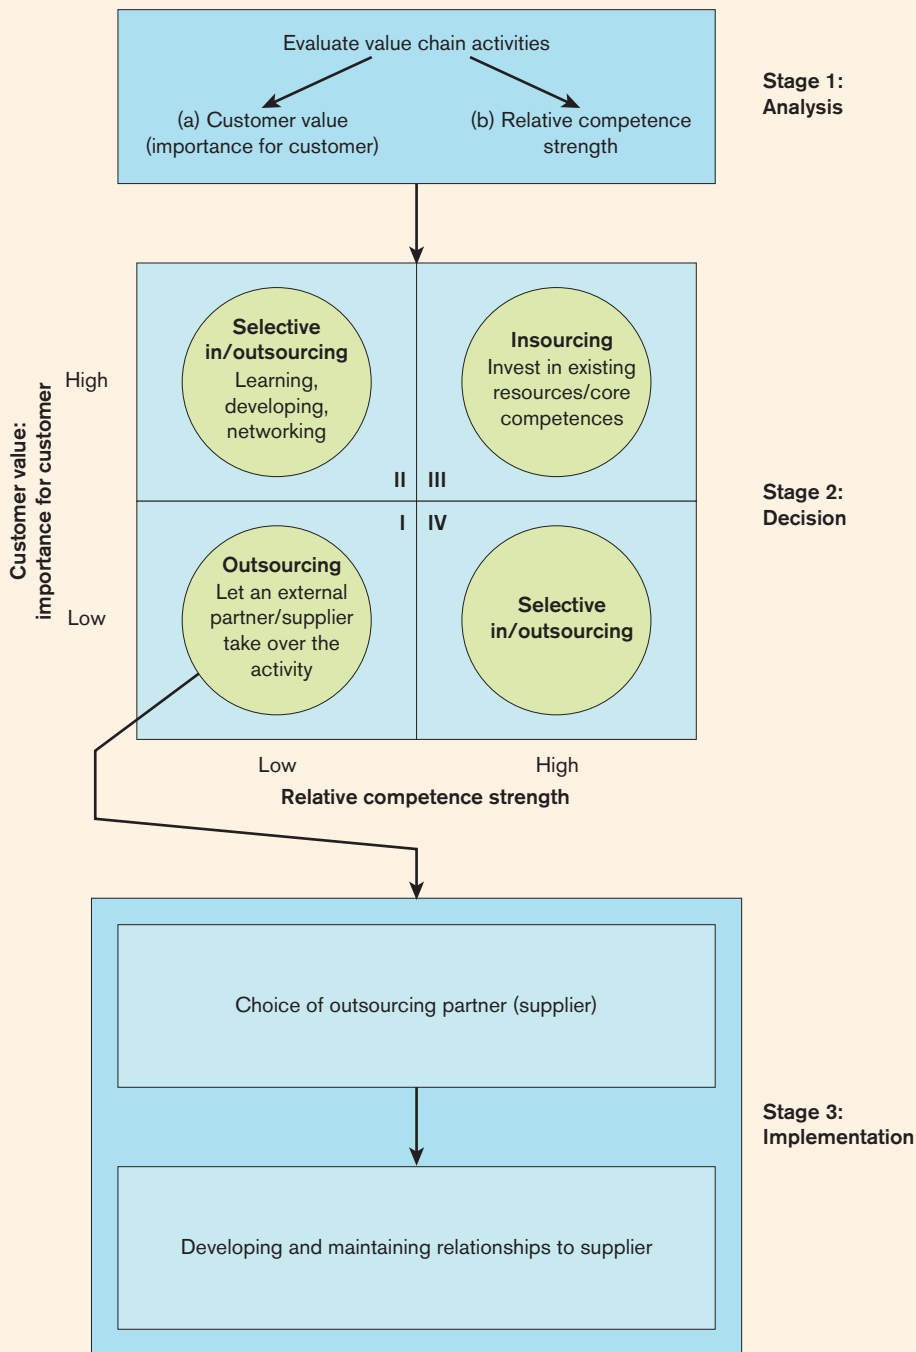 Evaluate value chain activities
(a) Customer value
(importance for customer)
(b) Relative competence
strength
Stage 1:
Analysis
Customer value:
importance for customer
High
Low
Selective
in/outsourcing
Learning,
developing,
networking
II
Insourcing
Invest in existing
resources/core
competences
III
Stage 2:
Decision
I
Outsourcing
Let an external
partner/supplier
take over the
activity
IV
Selective
in/outsourcing
Low
High
Relative competence strength
Choice of outsourcing partner (supplier)
Stage 3:
Implementation
Developing and maintaining relationships to supplier